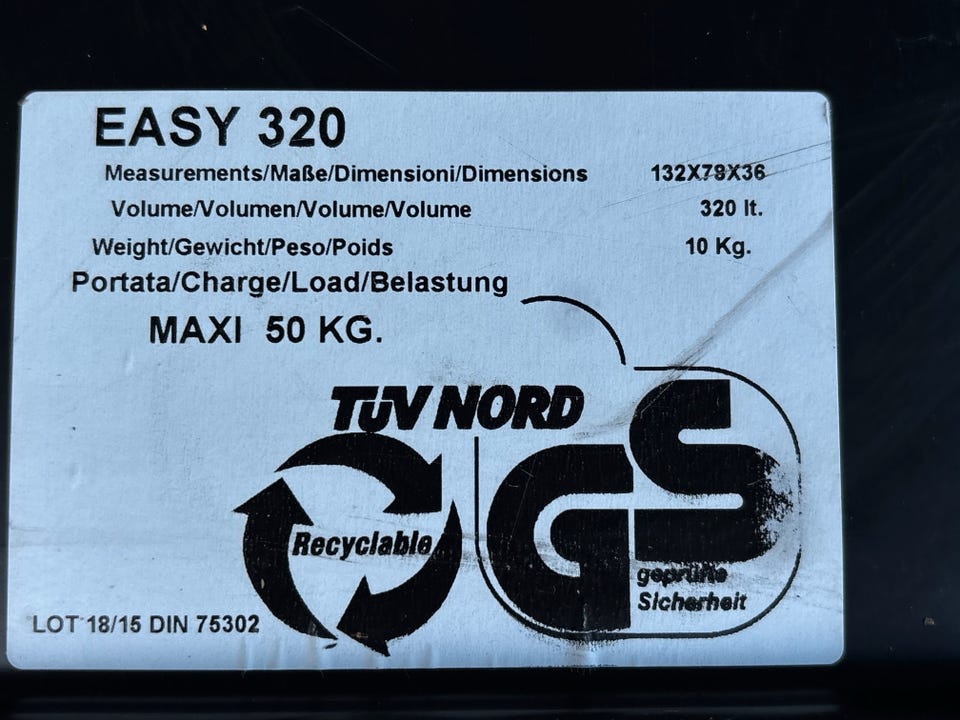 EASY 320
Measurements/Maße/Dimensioni/Dimensions 132X78X36
Volume/Volumen/Volume/Volume 320 lt.
Weight/Gewicht/Peso/Poids 10 Kg.
Portata/Charge/Load/Belastung
MAXI 50 KG.
TÜV NORD
GS
Recyclable
geprüfte
Sicherheit
LOT 18/15 DIN 75302